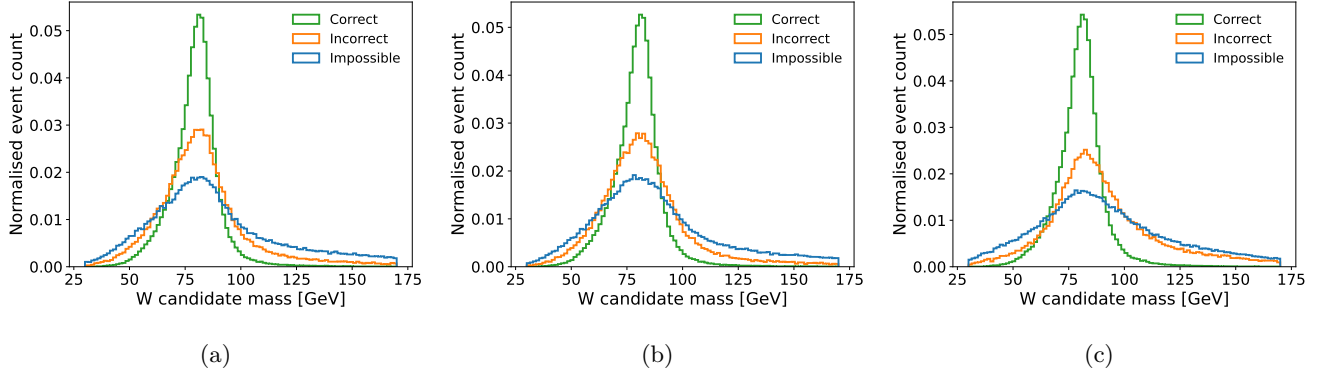 0.05
0.04
0.03
0.02
0.01
0.00
Normalised event count
Correct
Incorrect
Impossible
25 50 75 100 125 150 175
W candidate mass [GeV]
(a)
0.05
0.04
0.03
0.02
0.01
0.00
Normalised event count
Correct
Incorrect
Impossible
25 50 75 100 125 150 175
W candidate mass [GeV]
(b)
0.05
0.04
0.03
0.02
0.01
0.00
Normalised event count
Correct
Incorrect
Impossible
25 50 75 100 125 150 175
W candidate mass [GeV]
(c)